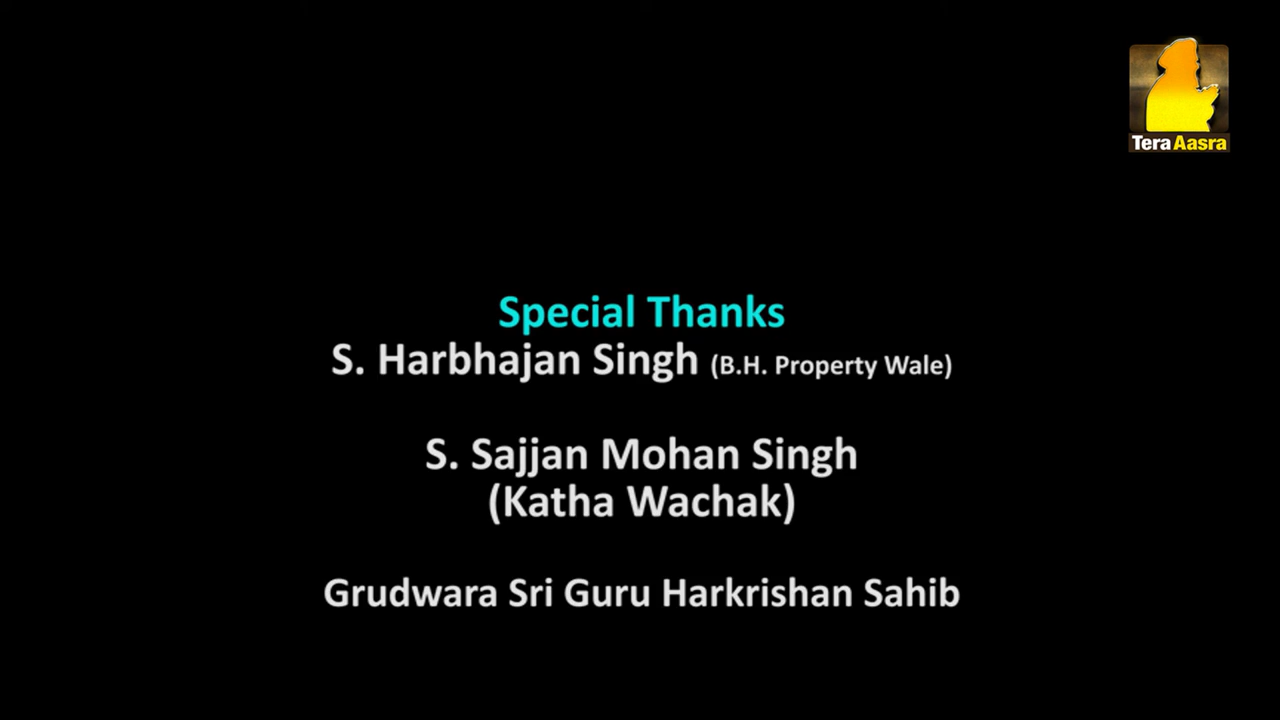 Tera Aasra
Special Thanks
S. Harbhajan Singh (B.H. Property Wale)
S. Sajjan Mohan Singh
(Katha Wachak)
Grudwara Sri Guru Harkrishan Sahib